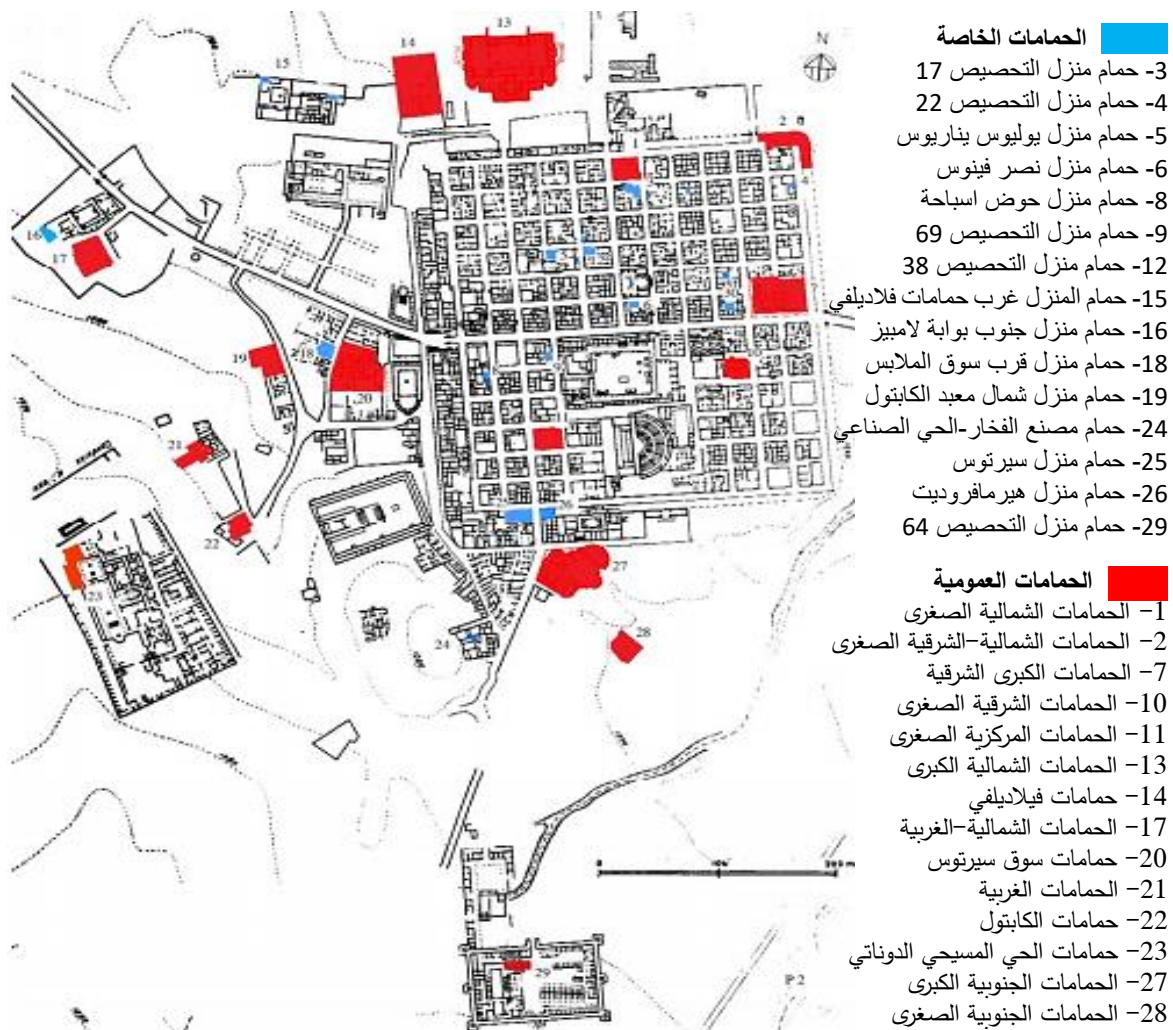 الحمامات الخاصة
3- حمام منزل التحصيص 17
4- حمام منزل التحصيص 22
5- حمام منزل يوليوس يناريوس
6- حمام منزل نصر فينوس
8- حمام منزل حوض اسباحة
9- حمام منزل التحصيص 69
12- حمام منزل التحصيص 38
15- حمام المنزل غرب حمامات فلاديلفي
16- حمام منزل جنوب بوابة لامبيز
18- حمام منزل قرب سوق الملابس
19- حمام منزل شمال معبد الكابتول
24- حمام مصنع الفخار-الحي الصناعي
25- حمام منزل سيرتوس
26- حمام منزل هيرمافروديت
29- حمام منزل التحصيص 64
الحمامات العمومية
1- الحمامات الشمالية الصغرى
2- الحمامات الشمالية-الشرقية الصغرى
7- الحمامات الكبرى الشرقية
10- الحمامات الشرقية الصغرى
11- الحمامات المركزية الصغرى
13- الحمامات الشمالية الكبرى
14- حمامات فيلاديلفي
17- الحمامات الشمالية-الغربية
20- حمامات سوق سيرتوس
21- الحمامات الغربية
22- حمامات الكابتول
23- حمامات الحي المسيحي الدوناتي
27- الحمامات الجنوبية الكبرى
28- الحمامات الجنوبية الصغرى
13
14
15
N
2
16
17
18
19
20
21
22
23
24
27
28
29
P 2